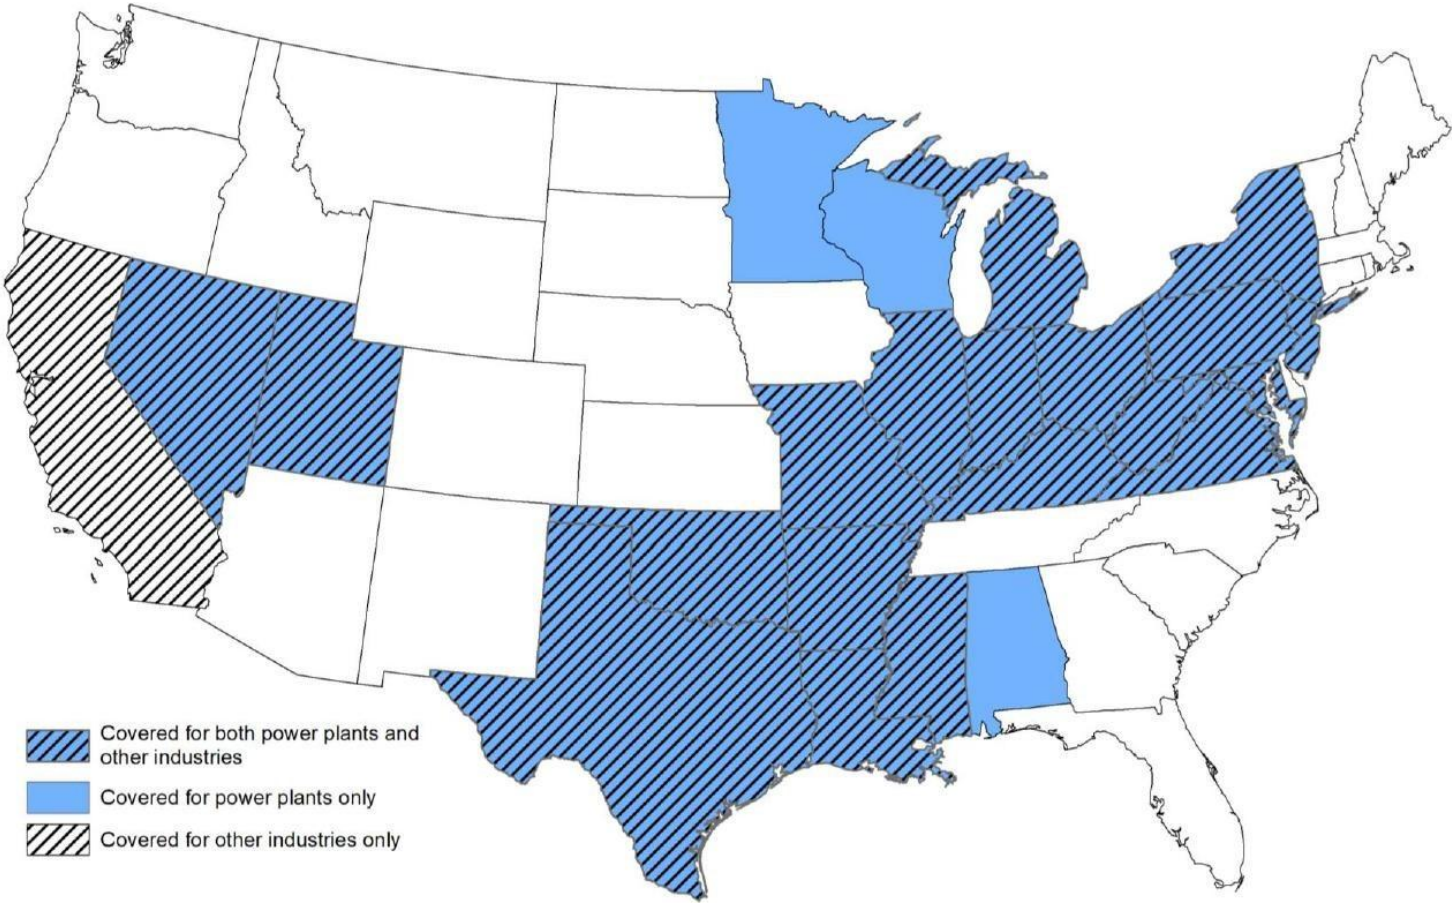 Covered for both power plants and
other industries
Covered for power plants only
Covered for other industries only